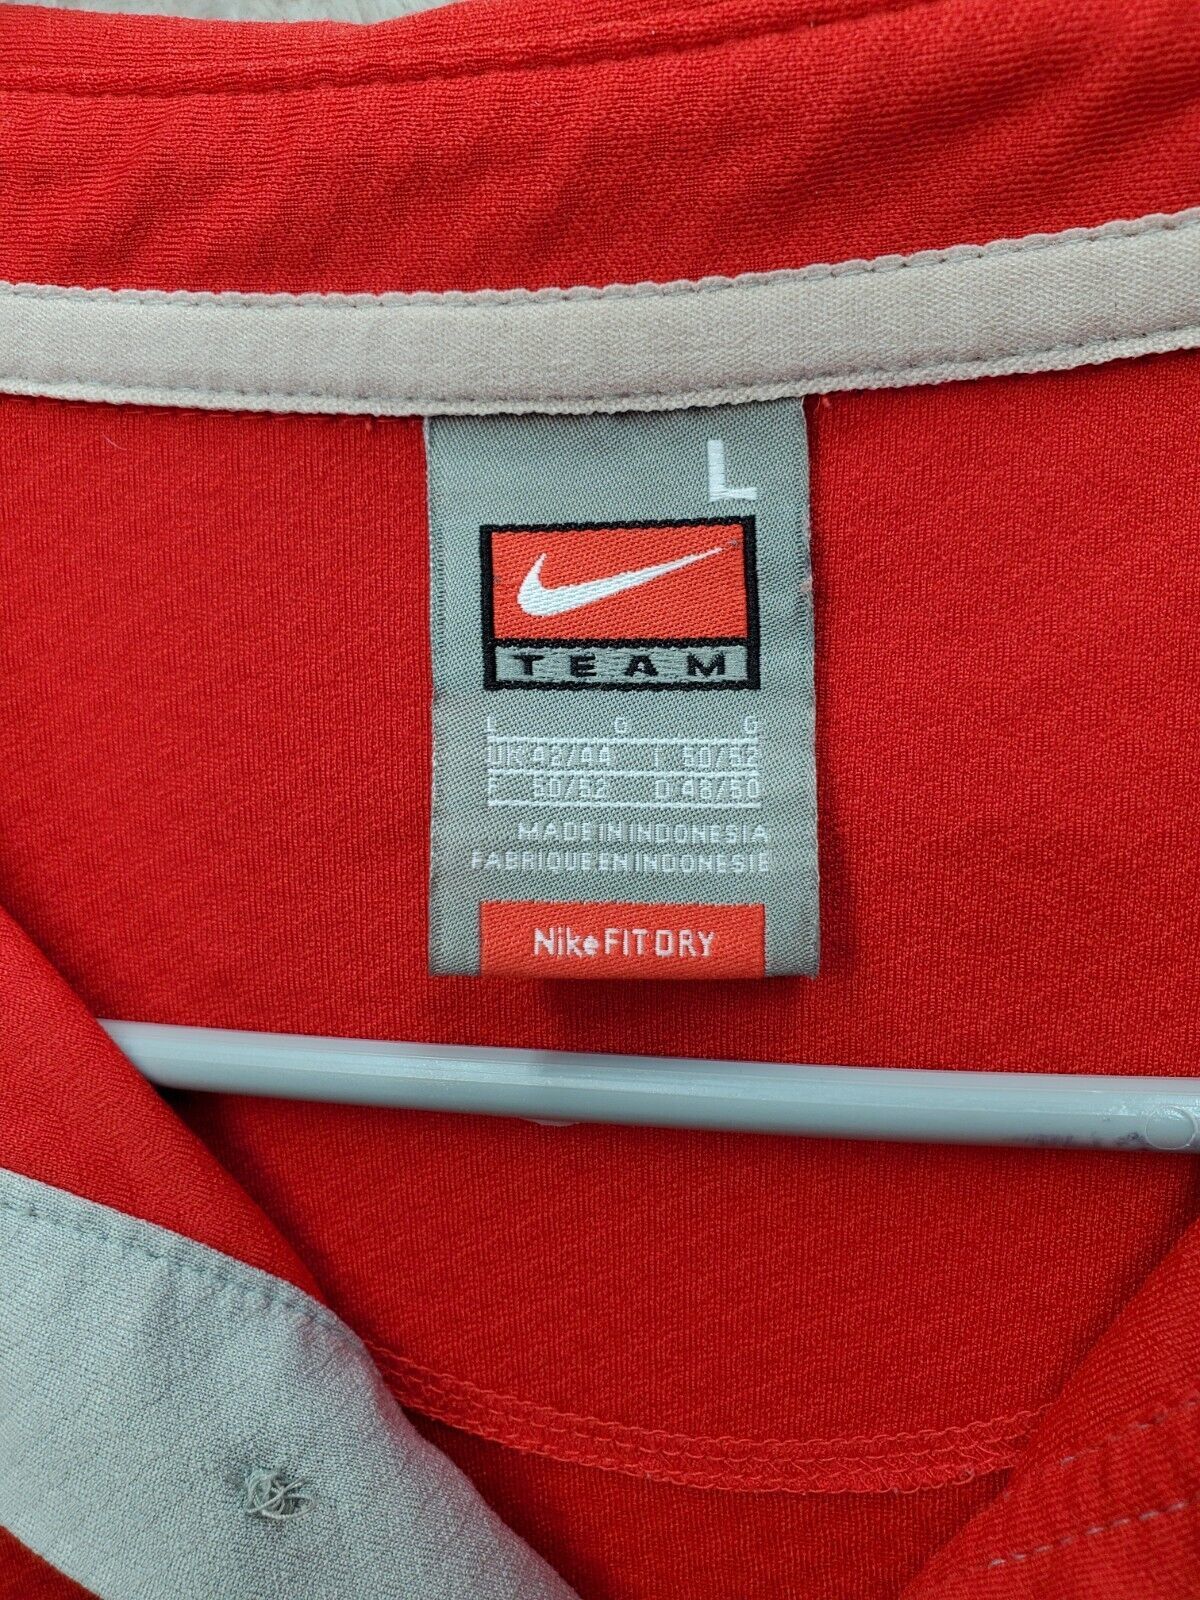 L
TEAM
L G G
UK 42/44 I 50/52
F 50/52 D 48/50
MADE IN INDONESIA
FABRIQUE EN INDONESIE
Nike FIT DRY